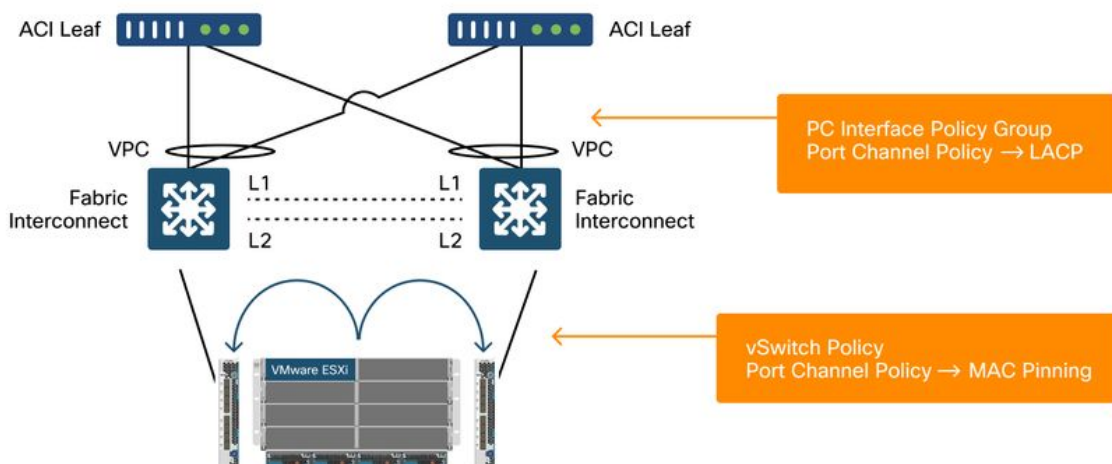 ACI Leaf
ACI Leaf
PC Interface Policy Group
Port Channel Policy → LACP
VPC
VPC
Fabric
Interconnect
L1
L1
L2
L2
Fabric
Interconnect
VMware ESXi
vSwitch Policy
Port Channel Policy → MAC Pinning